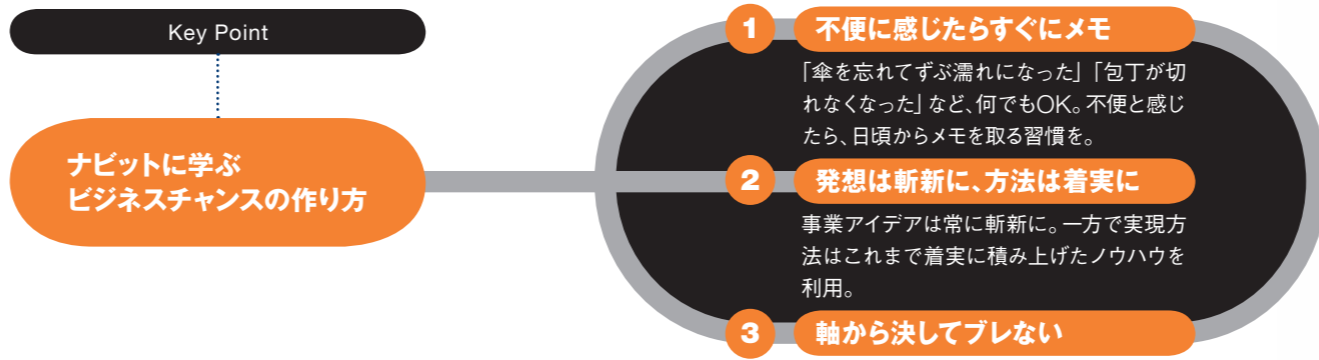 Key Point
ナビットに学ぶ
ビジネスチャンスの作り方
1 不便に感じたらすぐにメモ
「傘を忘れてずぶ濡れになった」「包丁が切
れなくなった」など、何でもOK。不便と感じ
たら、日頃からメモを取る習慣を。
2 発想は斬新に、方法は着実に
事業アイデアは常に斬新に。一方で実現方
法はこれまで着実に積み上げたノウハウを
利用。
3 軸から決してブレない